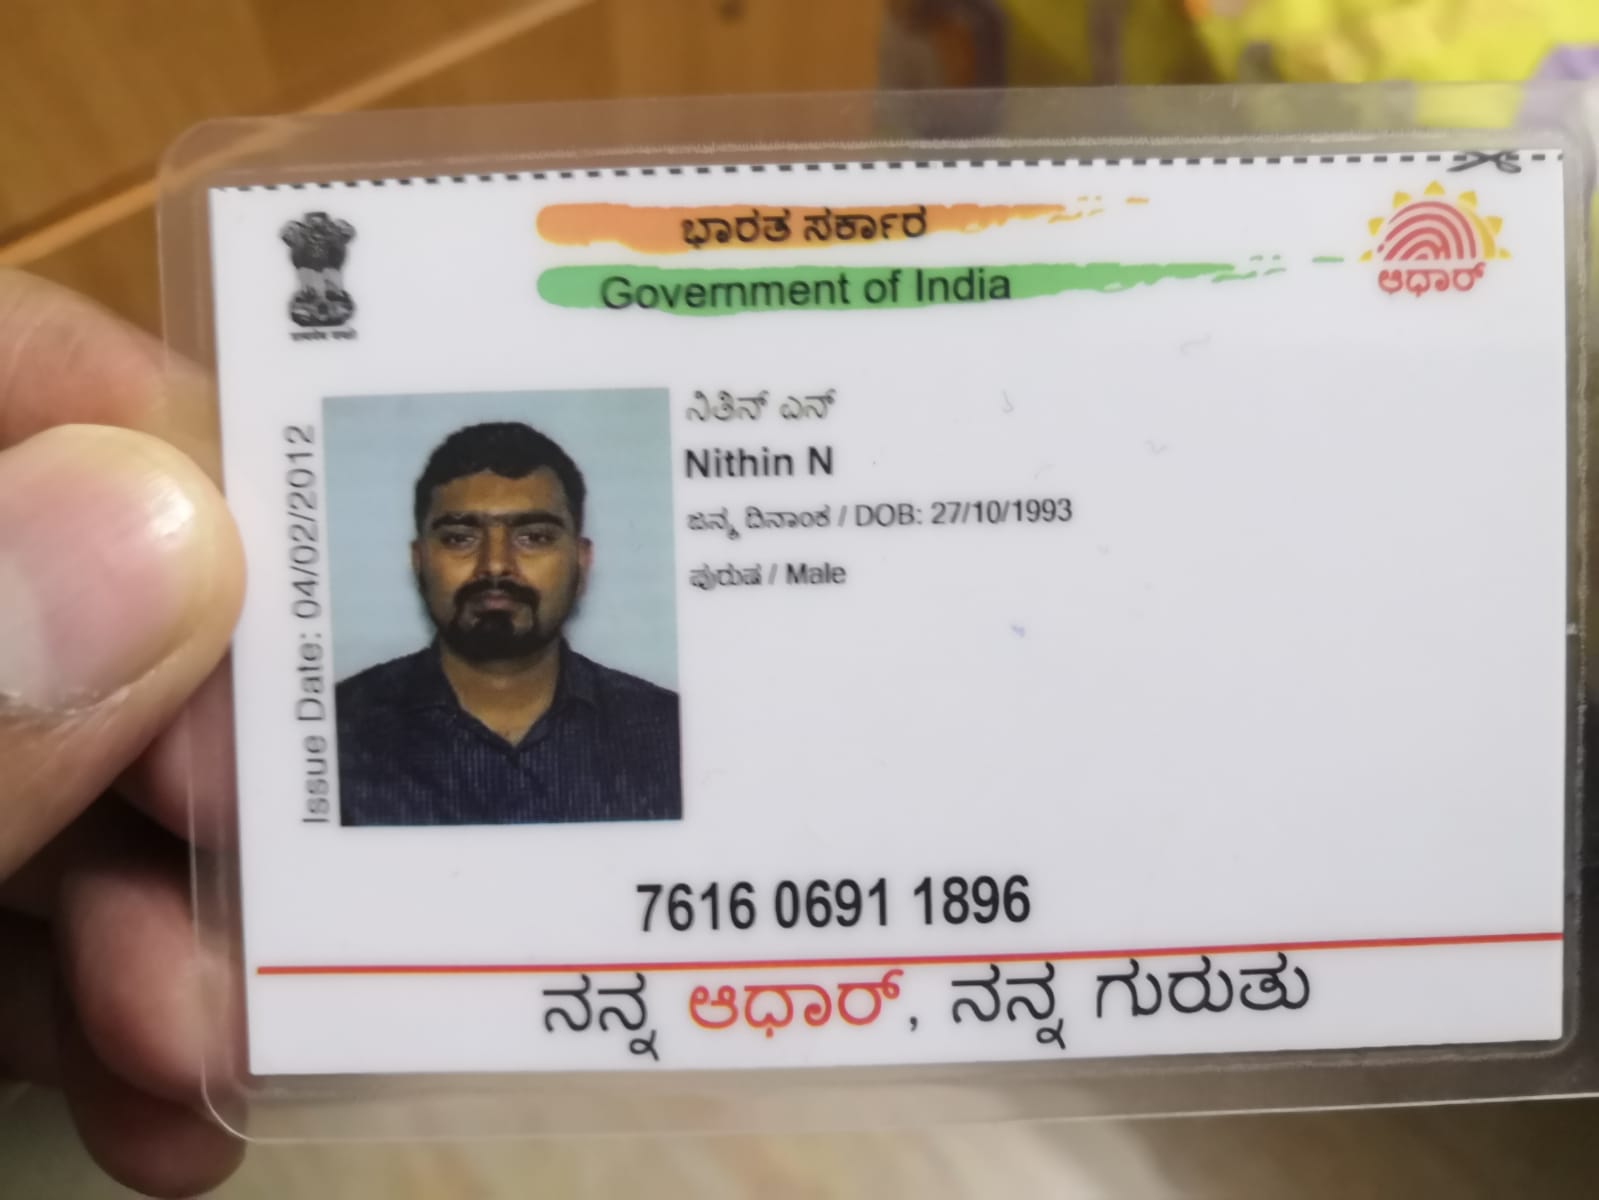 ಭಾರತ ಸರ್ಕಾರ
Government of India
ಆಧಾರ್
Issue Date: 04/02/2012
ನಿತಿನ್ ಎನ್
Nithin N
ಜನ್ಮ ದಿನಾಂಕ / DOB: 27/10/1993
ಪುರುಷ / Male
7616 0691 1896
ನನ್ನ ಆಧಾರ್, ನನ್ನ ಗುರುತು